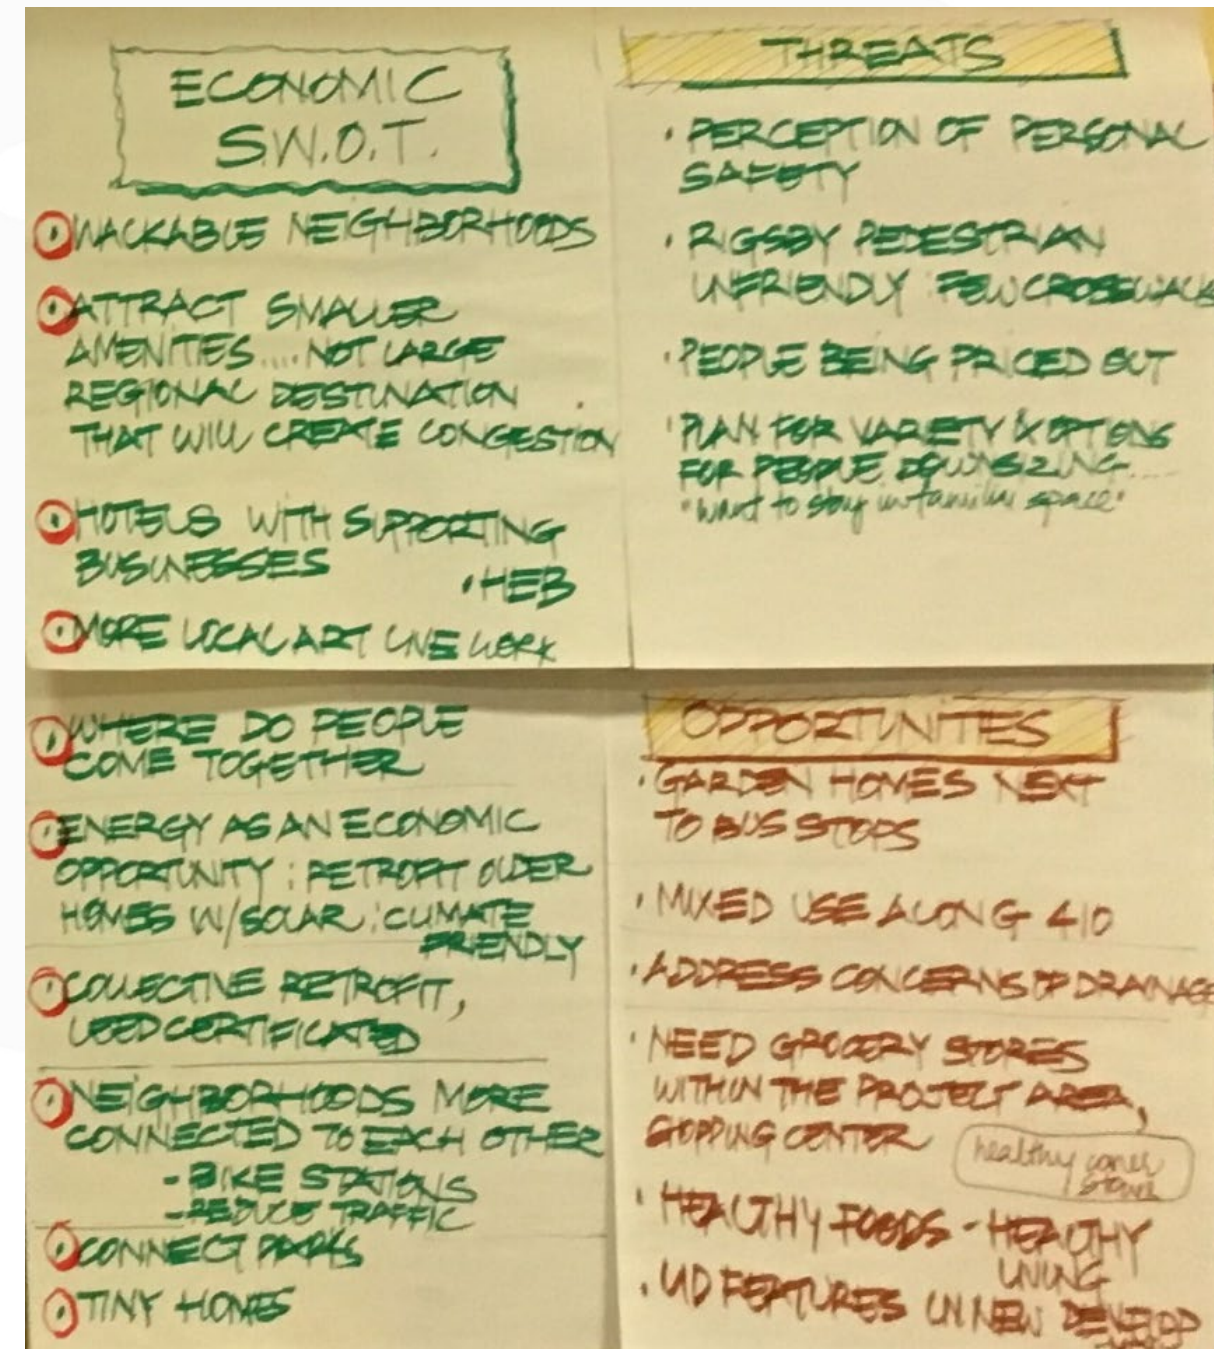 ECONOMIC
S.W.O.T.
WALKABLE NEIGHBORHOODS
ATTRACT SMALLER
AMENITIES....NOT LARGE
REGIONAL DESTINATION
THAT WILL CREATE CONGESTION
HOTELS WITH SUPPORTING
BUSINESSES
• HEB
MORE LOCAL ART LIVE WORK
THREATS
• PERCEPTION OF PERSONAL
SAFETY
• RIGSBY PEDESTRIAN
UNFRIENDLY : FEW CROSSWALK
• PEOPLE BEING PRICED OUT
• PLAN FOR VARIETY & OPTIONS
FOR PEOPLE DOWNSIZING....
"want to stay in familiar space"
WHERE DO PEOPLE
COME TOGETHER
ENERGY AS AN ECONOMIC
OPPORTUNITY : RETROFIT OLDER
HOMES W/SOLAR : CLIMATE
FRIENDLY
COLLECTIVE RETROFIT,
LEED CERTIFICATED
NEIGHBORHOODS MORE
CONNECTED TO EACH OTHER
- BIKE STATIONS
- REDUCE TRAFFIC
CONNECT PARKS
TINY HOMES
OPPORTUNITIES
• GARDEN HOMES NEXT
TO BUS STOPS
• MIXED USE ALONG 410
• ADDRESS CONCERNS OF DRAINAGE
• NEED GROCERY STORES
WITHIN THE PROJECT AREA,
SHOPPING CENTER
healthy
• HEALTHY FOODS - HEALTHY
LIVING
• LID FEATURES IN NEW DEVELOP